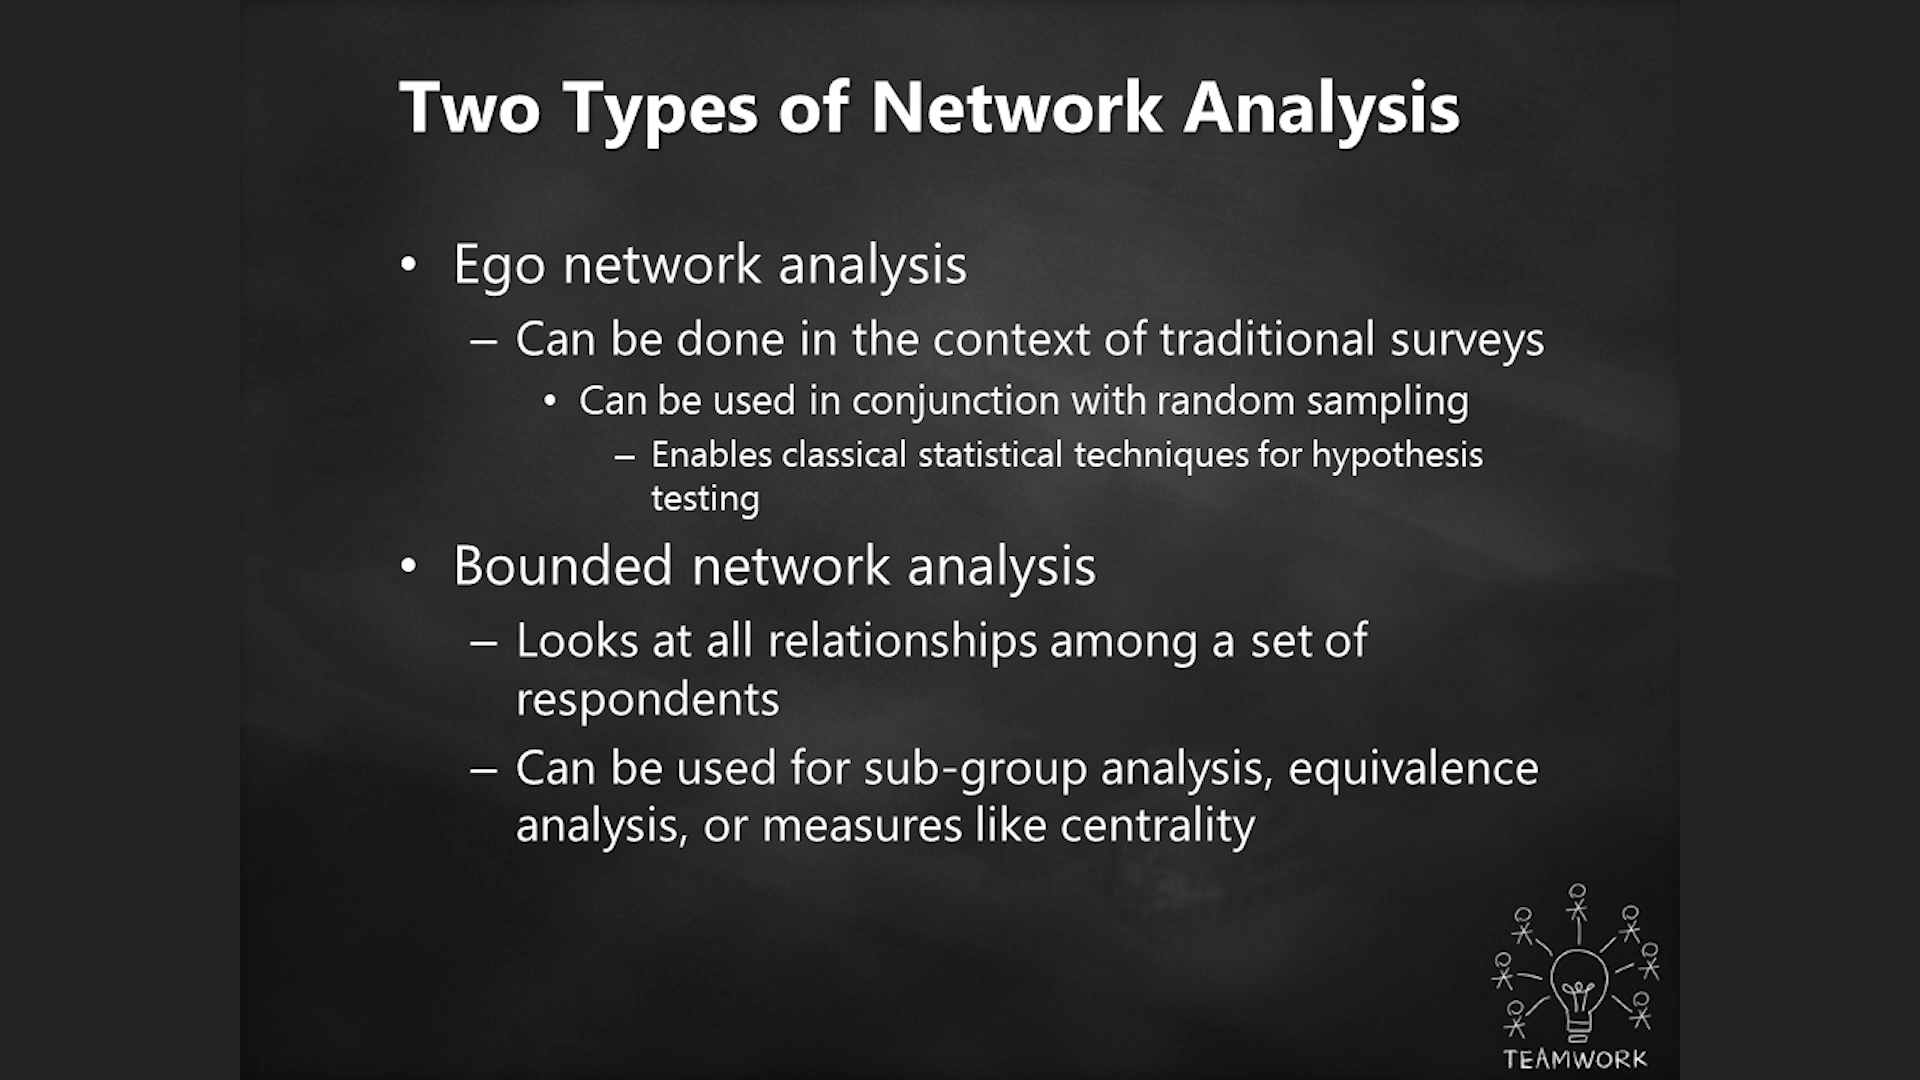 Two Types of Network Analysis
• Ego network analysis
– Can be done in the context of traditional surveys
• Can be used in conjunction with random sampling
– Enables classical statistical techniques for hypothesis
testing
• Bounded network analysis
– Looks at all relationships among a set of
respondents
– Can be used for sub-group analysis, equivalence
analysis, or measures like centrality
TEAMWORK